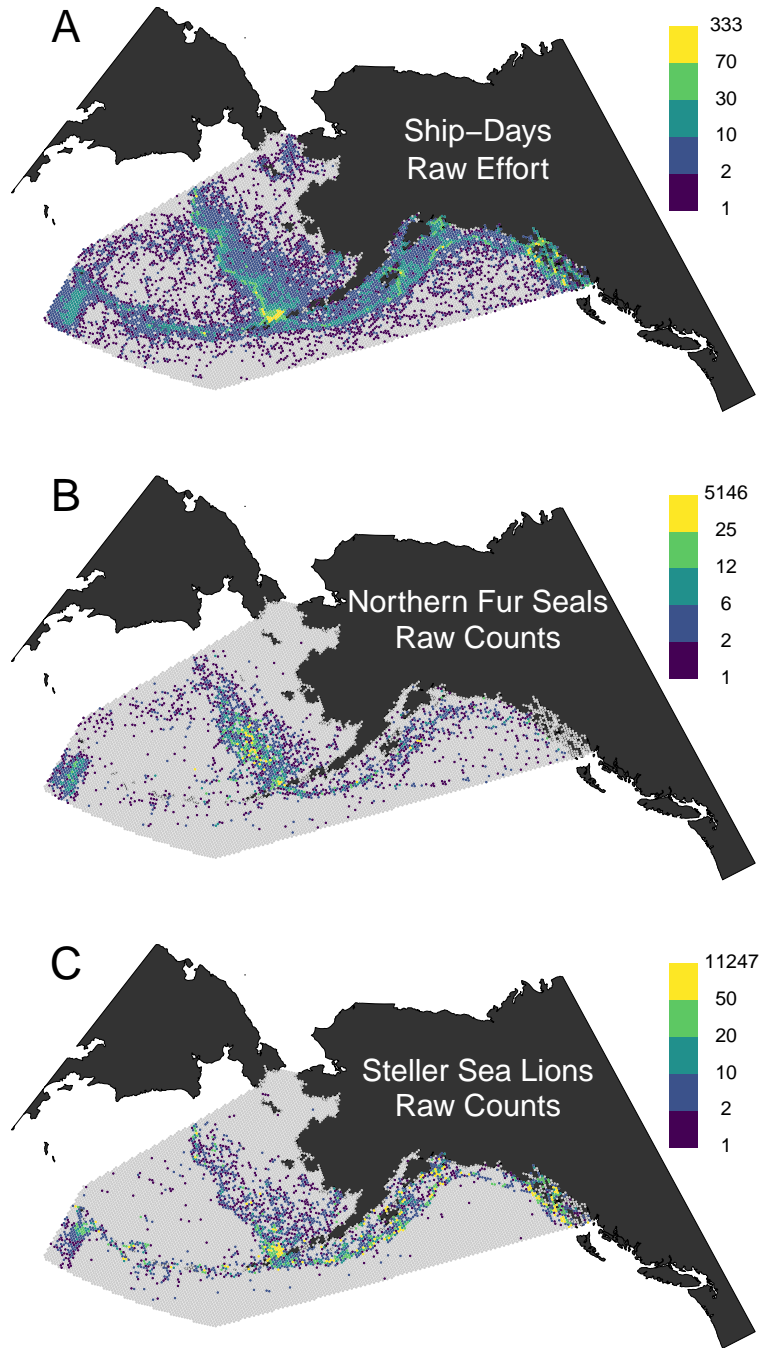 A
Ship−Days
Raw Effort
333
70
30
10
2
1
B
Northern Fur Seals
Raw Counts
5146
25
12
6
2
1
C
Steller Sea Lions
Raw Counts
11247
50
20
10
2
1